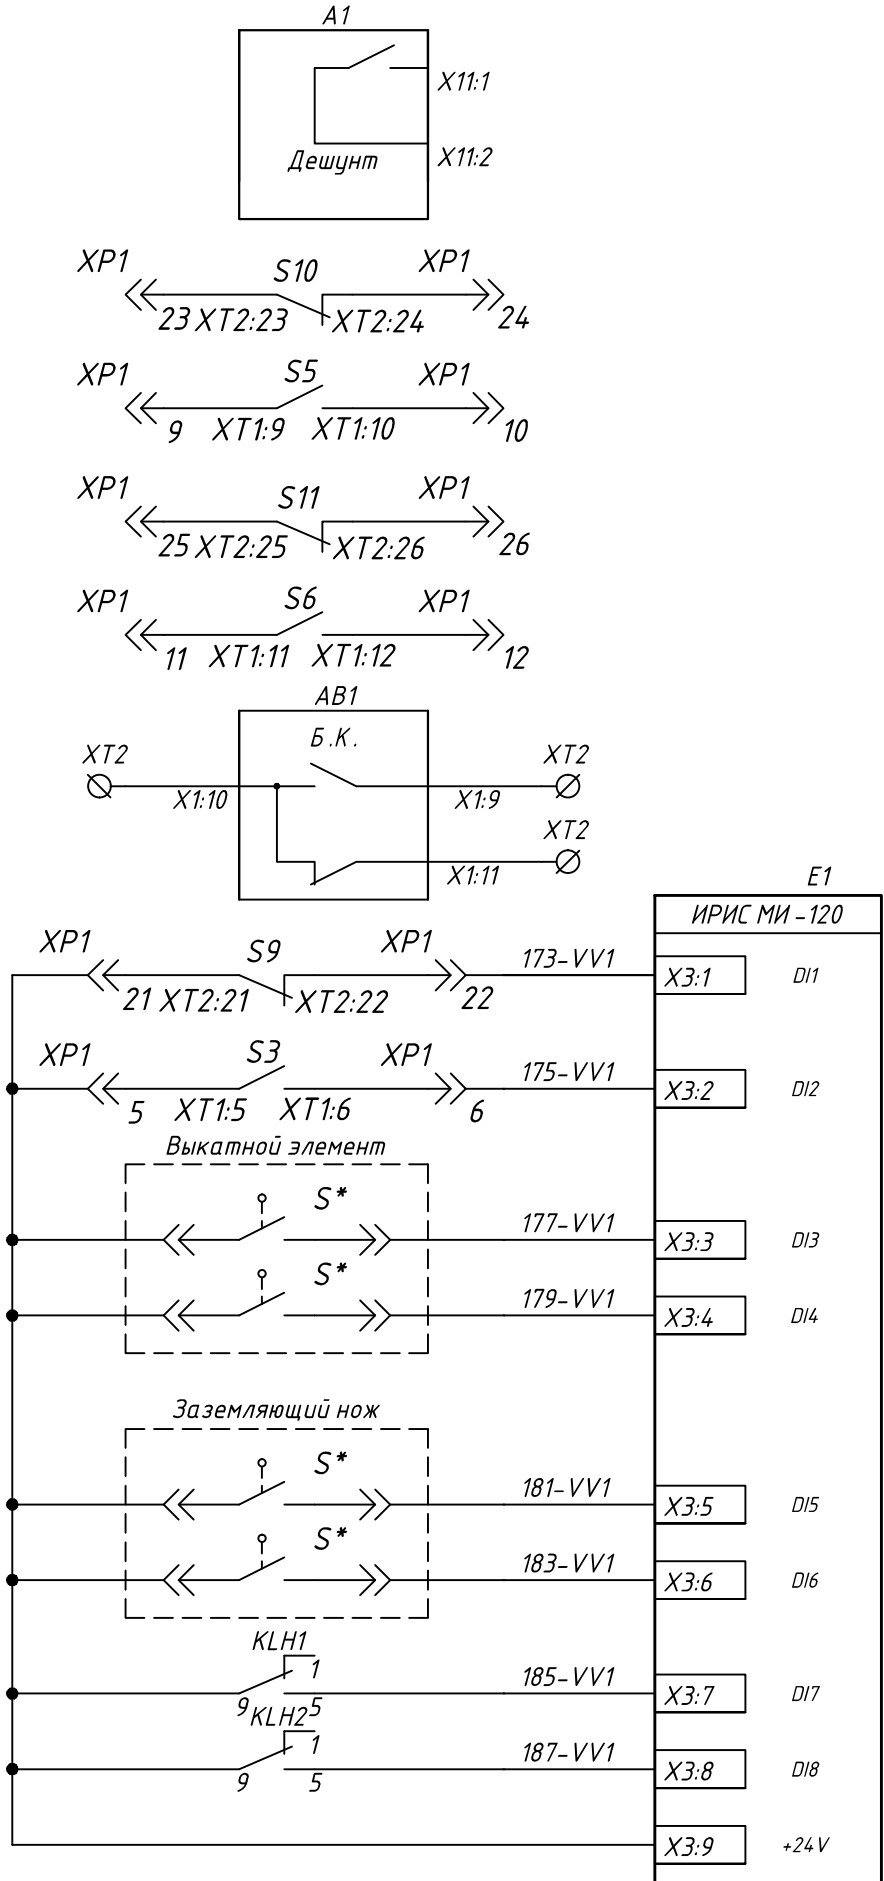 A1
X11:1
Дешунт
X11:2
XP1 S10 XP1
23 XT2:23 XT2:24 24
XP1 S5 XP1
9 XT1:9 XT1:10 10
XP1 S11 XP1
25 XT2:25 XT2:26 26
XP1 S6 XP1
11 XT1:11 XT1:12 12
AB1
Б.К.
XT2 XT2
X1:10 X1:9
XT2
X1:11
E1
ИРИС МИ -120
XP1 S9 XP1 173-VV1
X3:1 DI1
21 XT2:21 XT2:22 22
XP1 S3 XP1 175-VV1
X3:2 DI2
5 XT1:5 XT1:6 6
Выкатной элемент
S* 177-VV1
X3:3 DI3
S* 179-VV1
X3:4 DI4
Заземляющий нож
S* 181-VV1
X3:5 DI5
S* 183-VV1
X3:6 DI6
KLH1
1 185-VV1
X3:7 DI7
9 5
KLH2
1 187-VV1
X3:8 DI8
9 5
X3:9 +24V